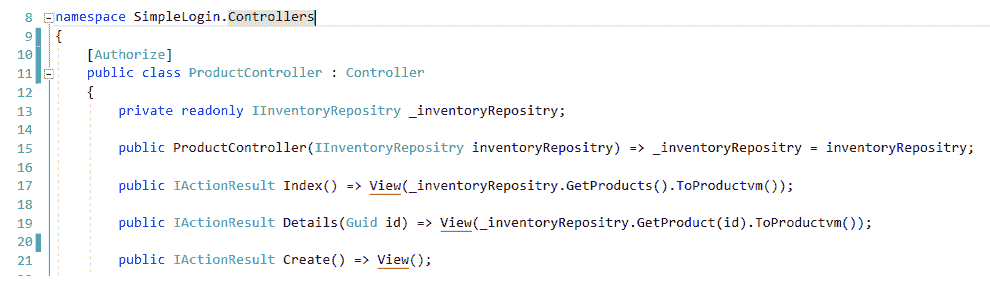 8 namespace SimpleLogin.Controllers
9 {
10 [Authorize]
11 public class ProductController : Controller
12 {
13 private readonly IInventoryRepositry _inventoryRepositry;
14
15 public ProductController(IInventoryRepositry inventoryRepositry) => _inventoryRepositry = inventoryRepositry;
16
17 public IActionResult Index() => View(_inventoryRepositry.GetProducts().ToProductvm());
18
19 public IActionResult Details(Guid id) => View(_inventoryRepositry.GetProduct(id).ToProductvm());
20
21 public IActionResult Create() => View();